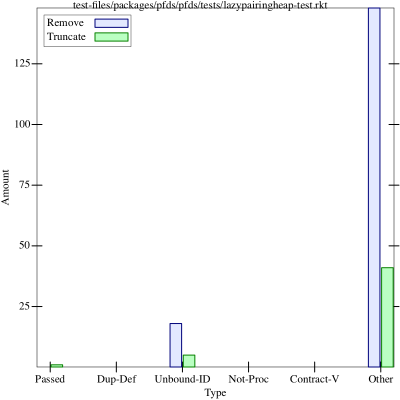 test-files/packages/pfds/pfds/tests/lazypairingheap-test.rkt
Remove
Truncate
125
100
75
50
25
Amount
Passed Dup-Def Unbound-ID Not-Proc Contract-V Other
Type